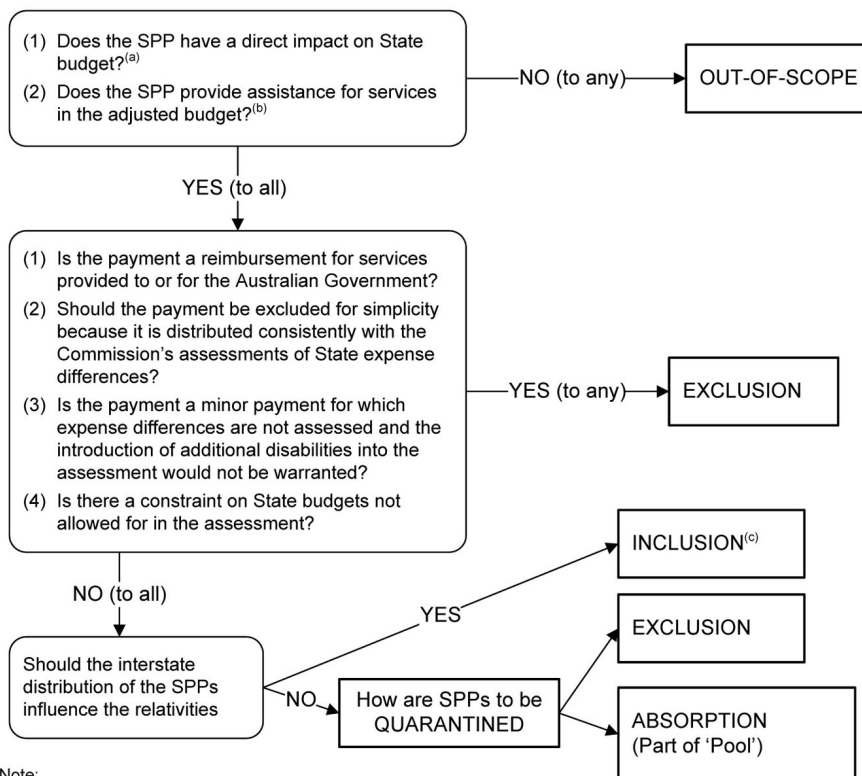 (1) Does the SPP have a direct impact on State
budget?(a)
(2) Does the SPP provide assistance for services
in the adjusted budget?(b)
NO (to any)
OUT-OF-SCOPE
YES (to all)
(1) Is the payment a reimbursement for services
provided to or for the Australian Government?
(2) Should the payment be excluded for simplicity
because it is distributed consistently with the
Commission's assessments of State expense
differences?
(3) Is the payment a minor payment for which
expense differences are not assessed and the
introduction of additional disabilities into the
assessment would not be warranted?
(4) Is there a constraint on State budgets not
allowed for in the assessment?
YES (to any)
EXCLUSION
NO (to all)
Should the interstate
distribution of the SPPs
influence the relativities
YES
INCLUSION(c)
NO
How are SPPs to be
QUARANTINED
EXCLUSION
ABSORPTION
(Part of 'Pool')
Note: